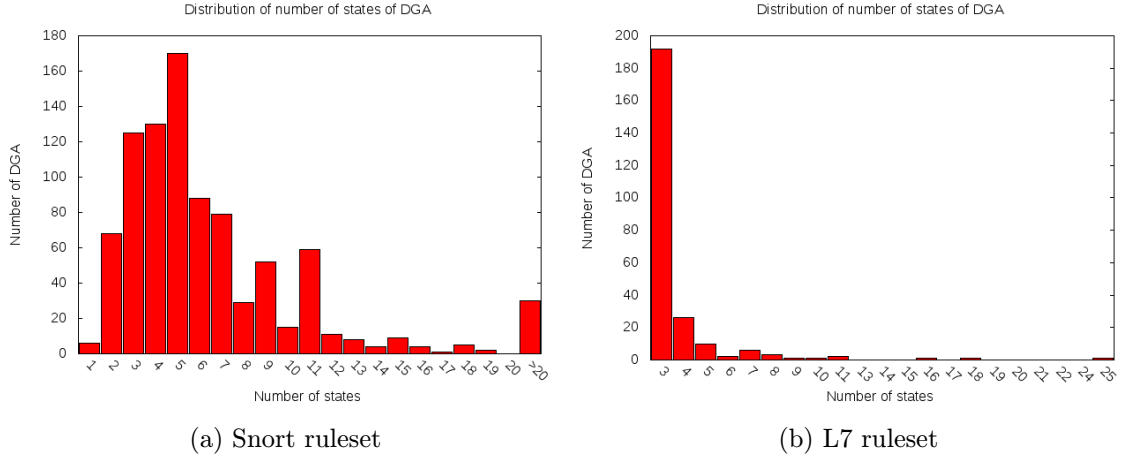 Distribution of number of states of DGA
180
160
140
120
100
80
60
40
20
0
Number of DGA
1 2 3 4 5 6 7 8 9 10 11 12 13 14 15 16 17 18 19 20 >20
Number of states
(a) Snort ruleset
Distribution of number of states of DGA
200
180
160
140
120
100
80
60
40
20
0
Number of DGA
3 4 5 6 7 8 9 10 11 13 14 15 16 17 18 19 20 21 22 24 25
Number of states
(b) L7 ruleset